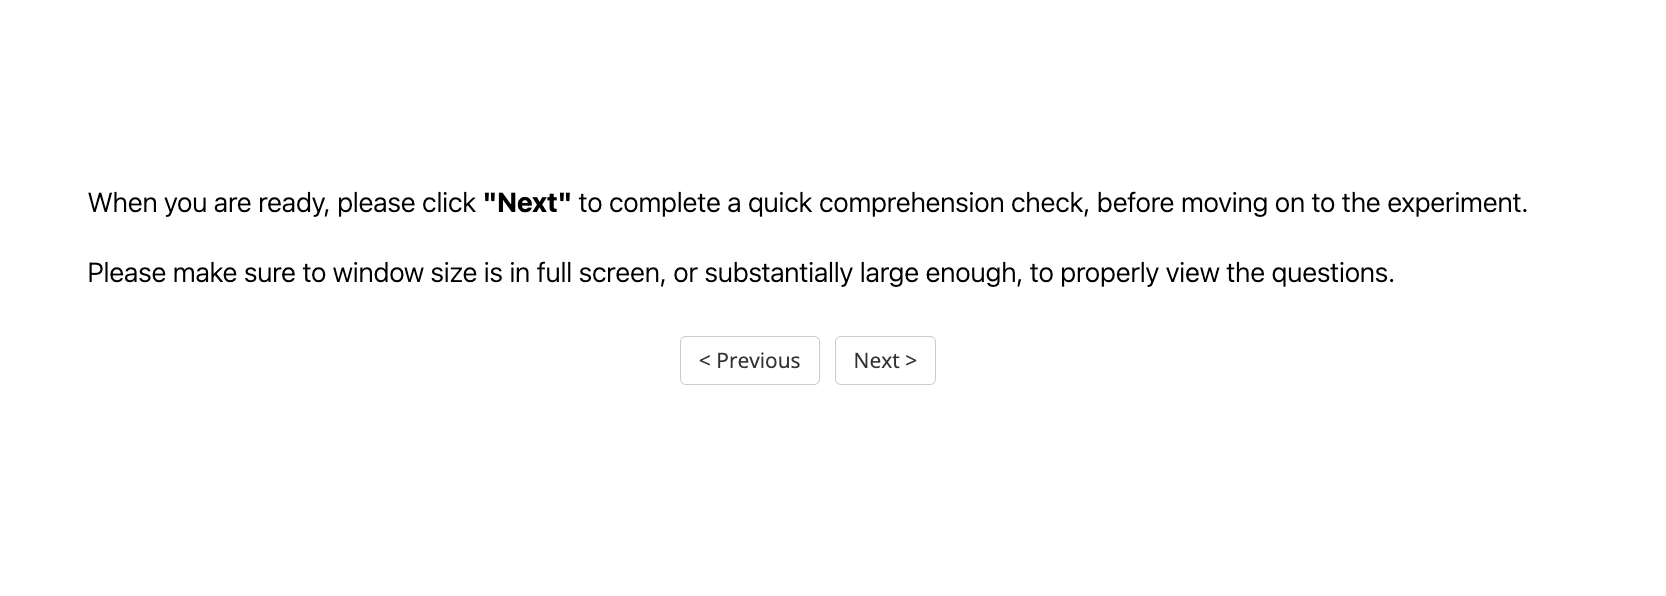 When you are ready, please click "Next" to complete a quick comprehension check, before moving on to the experiment.
Please make sure to window size is in full screen, or substantially large enough, to properly view the questions.
< Previous
Next >